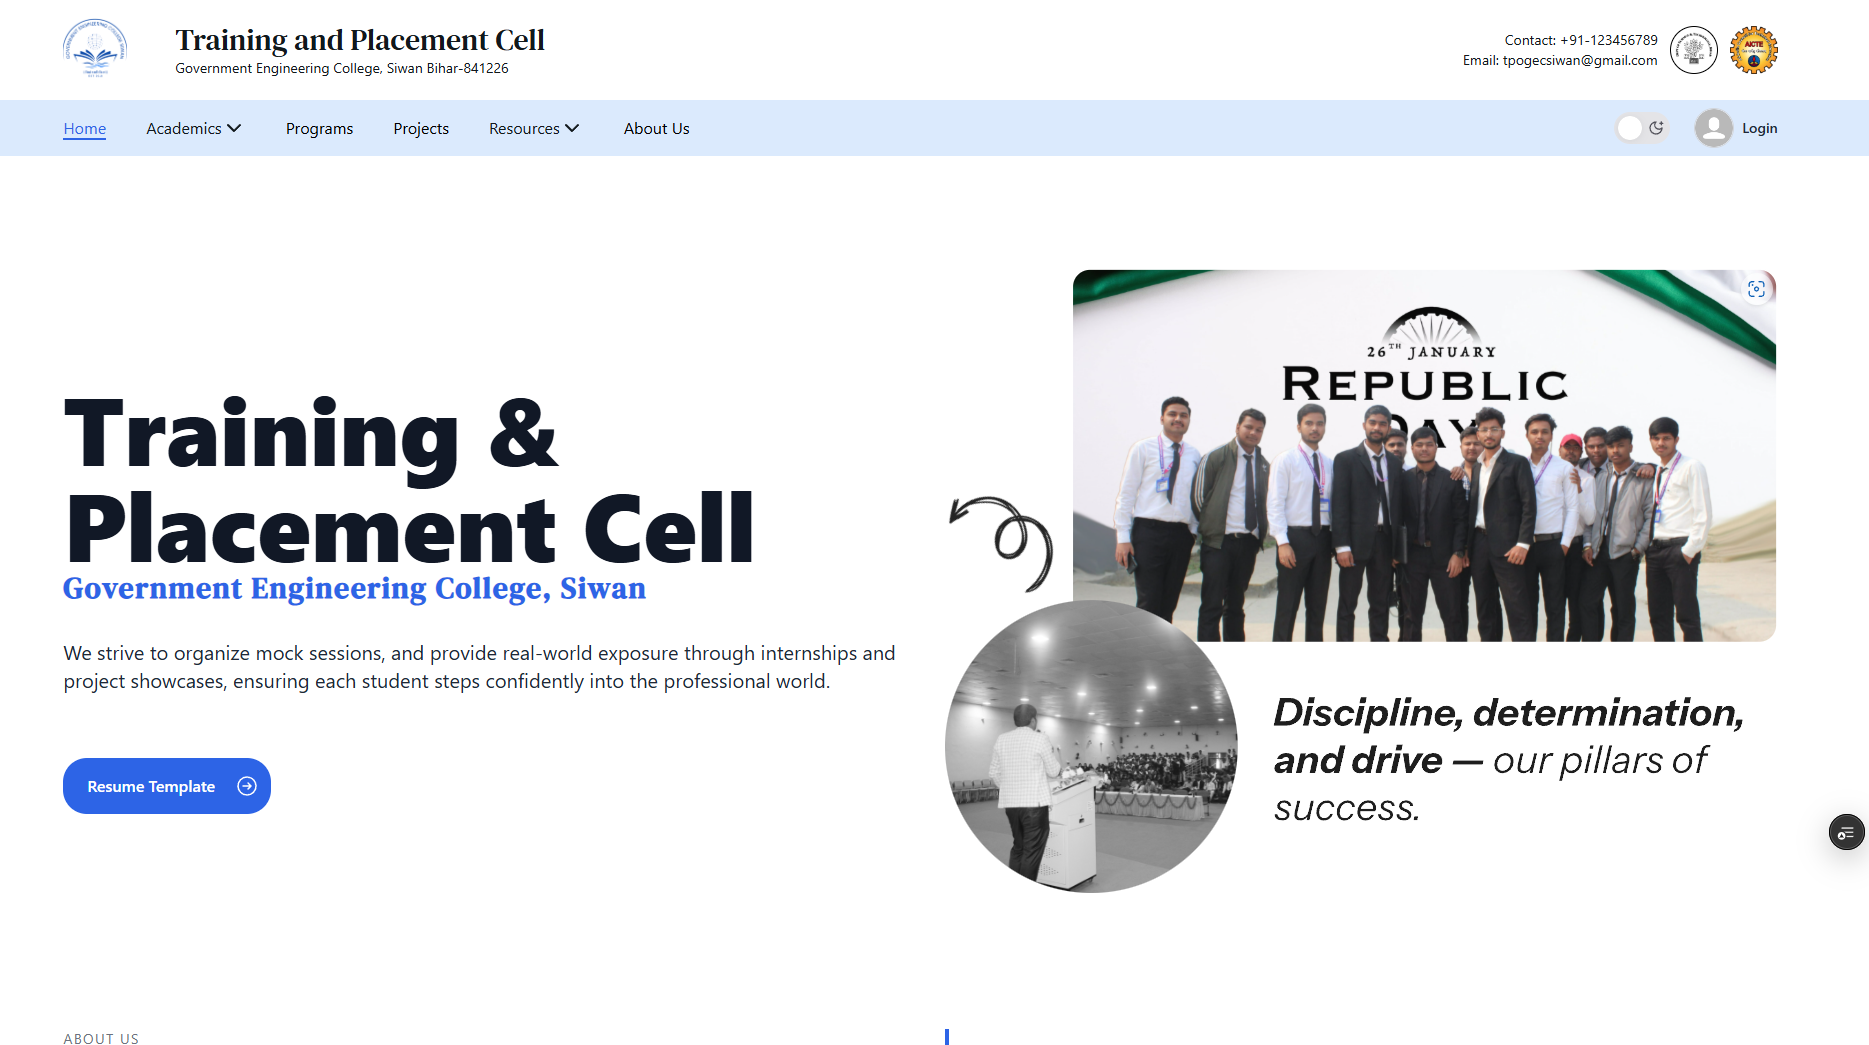 Training and Placement Cell
Government Engineering College, Siwan Bihar-841226
Contact: +91-123456789
Email: tpogecsiwan@gmail.com
AICTE
Home
Academics
Programs
Projects
Resources
About Us
Login
26TH JANUARY
REPUBLIC
DAY
Training &
Placement Cell
Government Engineering College, Siwan
We strive to organize mock sessions, and provide real-world exposure through internships and
project showcases, ensuring each student steps confidently into the professional world.
Resume Template
Discipline, determination,
and drive — our pillars of
success.
ABOUT US